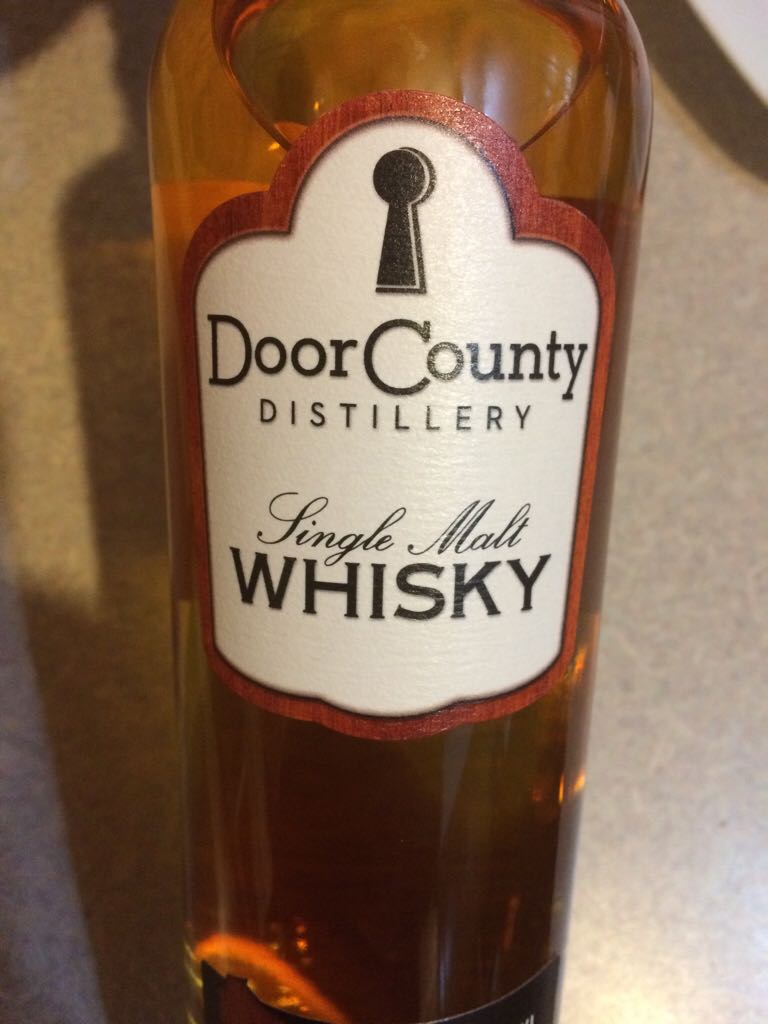 Door County
DISTILLERY
Single Malt
WHISKY